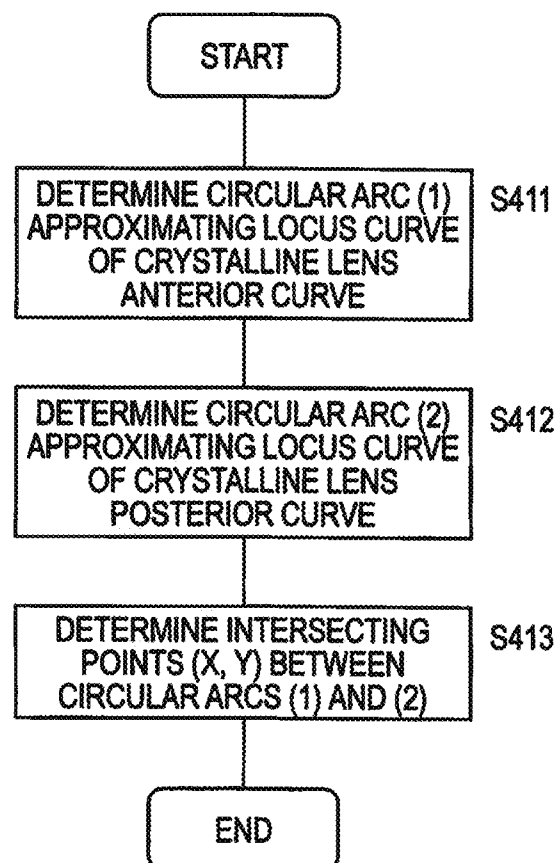 START
DETERMINE CIRCULAR ARC (1)
APPROXIMATING LOCUS CURVE
OF CRYSTALLINE LENS
ANTERIOR CURVE
S411
DETERMINE CIRCULAR ARC (2)
APPROXIMATING LOCUS CURVE
OF CRYSTALLINE LENS
POSTERIOR CURVE
S412
DETERMINE INTERSECTING
POINTS (X, Y) BETWEEN
CIRCULAR ARCS (1) AND (2)
S413
END